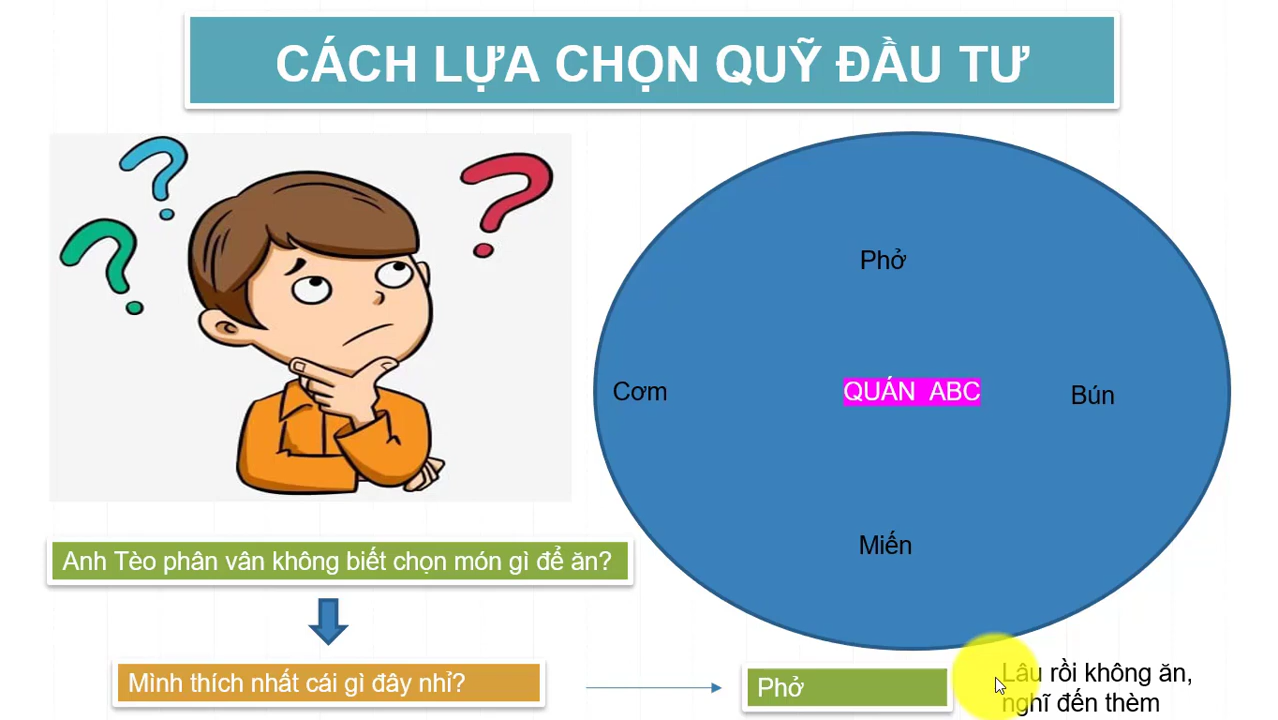 CÁCH LỰA CHỌN QUỸ ĐẦU TƯ
Phở
Cơm
QUÁN ABC
Bún
Miến
Anh Tèo phân vân không biết chọn món gì để ăn?
Mình thích nhất cái gì đây nhỉ?
Phở
Lâu rồi không ăn,
nghĩ đến thèm